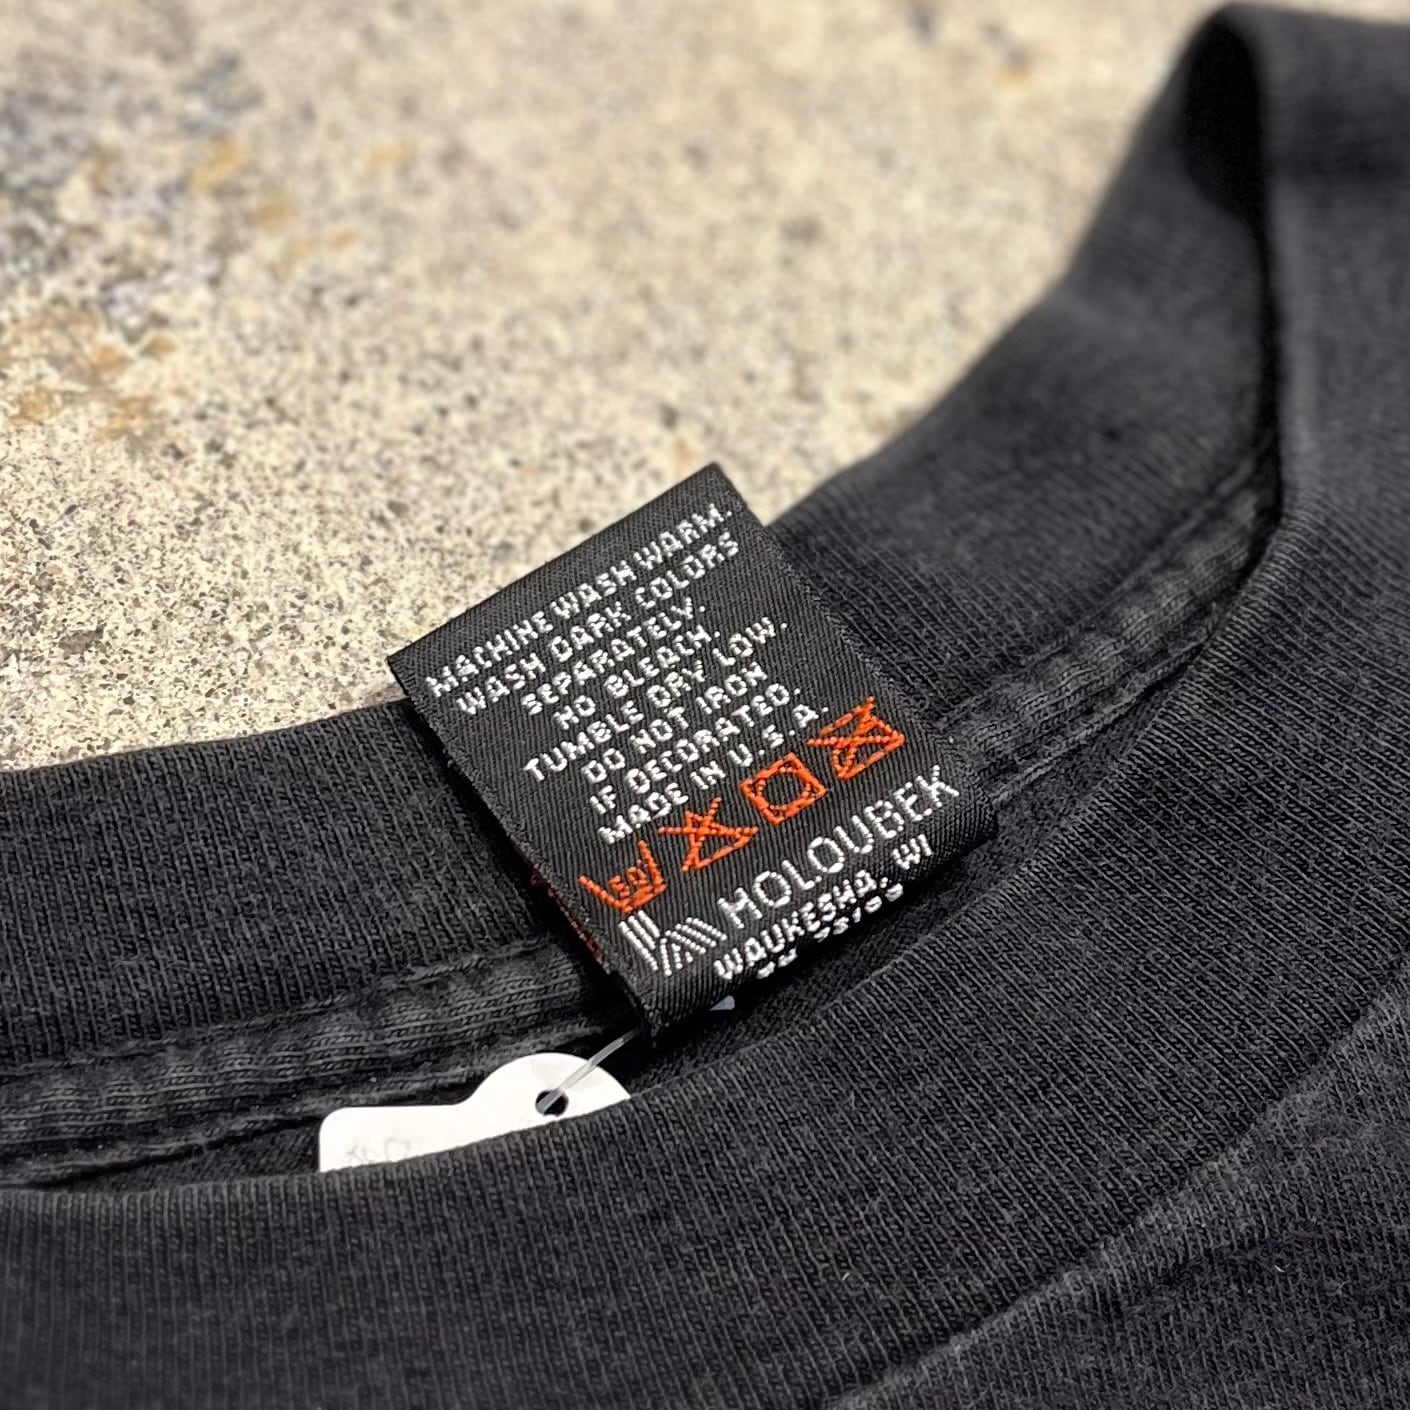 MACHINE WASH WARM.
WASH DARK COLORS
SEPARATELY.
NO BLEACH.
TUMBLE DRY LOW.
DO NOT IRON
IF DECORATED.
MADE IN U.S.A.
50
HOLOUBEK
WAUKESHA, WI